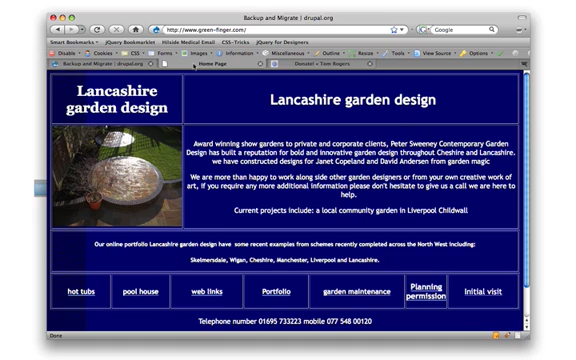 Backup and Migrate | drupal.org
http://www.green-finger.com/
Google
Smart Bookmarks jQuery Bookmarklet Hillside Medical Email CSS-Tricks jQuery for Designers
Disable Cookies CSS Forms Images Information Miscellaneous Outline Resize Tools View Source Options
Backup and Migrate | drupal.org Home Page Donate! • Tom Rogers
Lancashire
garden design
Lancashire garden design
Award winning show gardens to private and corporate clients, Peter Sweeney Contemporary Garden
Design has built a reputation for bold and innovative garden design throughout Cheshire and Lancashire.
we have constructed designs for Janet Copeland and David Andersen from garden magic
We are more than happy to work along side other garden designers or from your own creative work of
art, If you require any more additional information please don't hesitate to give us a call we are here to
help.
Current projects include: a local community garden in Liverpool Childwall
Our online portfolio Lancashire garden design have some recent examples from schemes recently completed across the North West including:
Skelmersdale, Wigan, Cheshire, Manchester, Liverpool and Lancashire.
hot tubs pool house web links Portfolio garden maintenance Planning permission Initial visit
Telephone number 01695 733223 mobile 077 548 00120
Done